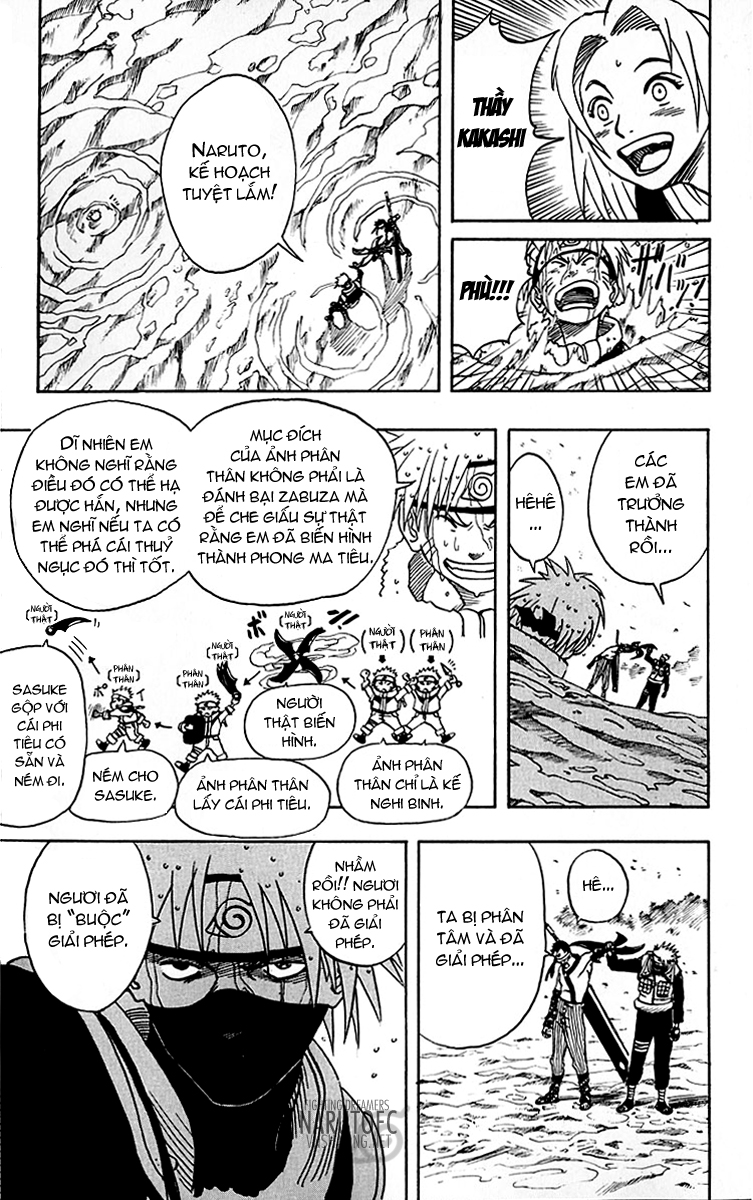 THẦY
KAKASHI
NARUTO,
KẾ HOẠCH
TUYỆT LẮM!
PHÙ!!!
CÁC
EM ĐÃ
TRƯỞNG
THÀNH
RỒI...
HÊHÊ
...
MỤC ĐÍCH
CỦA ẢNH PHÂN
THÂN KHÔNG PHẢI LÀ
ĐÁNH BẠI ZABUZA MÀ
ĐỂ CHE GIẤU SỰ THẬT
RẰNG EM ĐÃ BIẾN HÌNH
THÀNH PHONG MA TIÊU.
DĨ NHIÊN EM
KHÔNG NGHĨ RẰNG
ĐIỀU ĐÓ CÓ THỂ HẠ
ĐƯỢC HẮN, NHƯNG
EM NGHĨ NẾU TA CÓ
THỂ PHÁ CÁI THUỶ
NGỤC ĐÓ THÌ TỐT.
(NGƯỜI
THẬT)
(PHÂN
THÂN)
ẢNH PHÂN
THÂN CHỈ LÀ KẾ
NGHI BINH.
(NGƯỜI
THẬT)
ボン!
NGƯỜI
THẬT BIẾN
HÌNH.
(NGƯỜI
THẬT)
(PHÂN
THÂN)
ẢNH PHÂN THÂN
LẤY CÁI PHI TIÊU.
(PHÂN
THÂN)
ポイ
NÉM CHO
SASUKE.
(NGƯỜI
THẬT)
SASUKE
GỘP VỚI
CÁI PHI
TIÊU CÓ
SẴN VÀ
NÉM ĐI.
HÊ...
TA BỊ PHÂN
TÂM VÀ ĐÃ
GIẢI PHÉP...
NHẦM
RỒI!! NGƯƠI
KHÔNG PHẢI
ĐÃ GIẢI
PHÉP.
NGƯƠI ĐÃ
BỊ “BUỘC”
GIẢI PHÉP.
FIGHTING DREAMERS
NARUTOFC